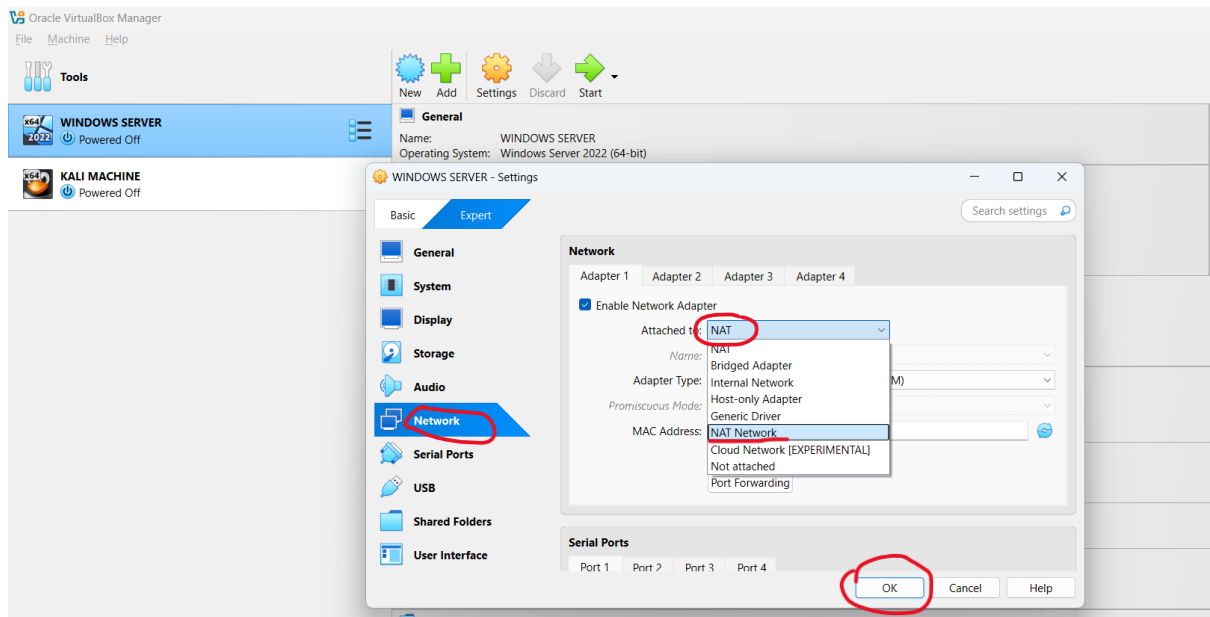 Oracle VirtualBox Manager
File Machine Help
Tools
New Add Settings Discard Start
WINDOWS SERVER
Powered Off
KALI MACHINE
Powered Off
General
Name: WINDOWS SERVER
Operating System: Windows Server 2022 (64-bit)
WINDOWS SERVER - Settings
Basic Expert
Search settings
General
System
Display
Storage
Audio
Network
Serial Ports
USB
Shared Folders
User Interface
Network
Adapter 1 Adapter 2 Adapter 3 Adapter 4
Enable Network Adapter
Attached to: NAT
Name: NAT
Bridged Adapter
Adapter Type: Internal Network M)
Host-only Adapter
Promiscuous Mode:
Generic Driver
MAC Address: NAT Network
Cloud Network [EXPERIMENTAL]
Not attached
Port Forwarding
Serial Ports
Port 1 Port 2 Port 3 Port 4
OK Cancel Help
x64
2022
x64